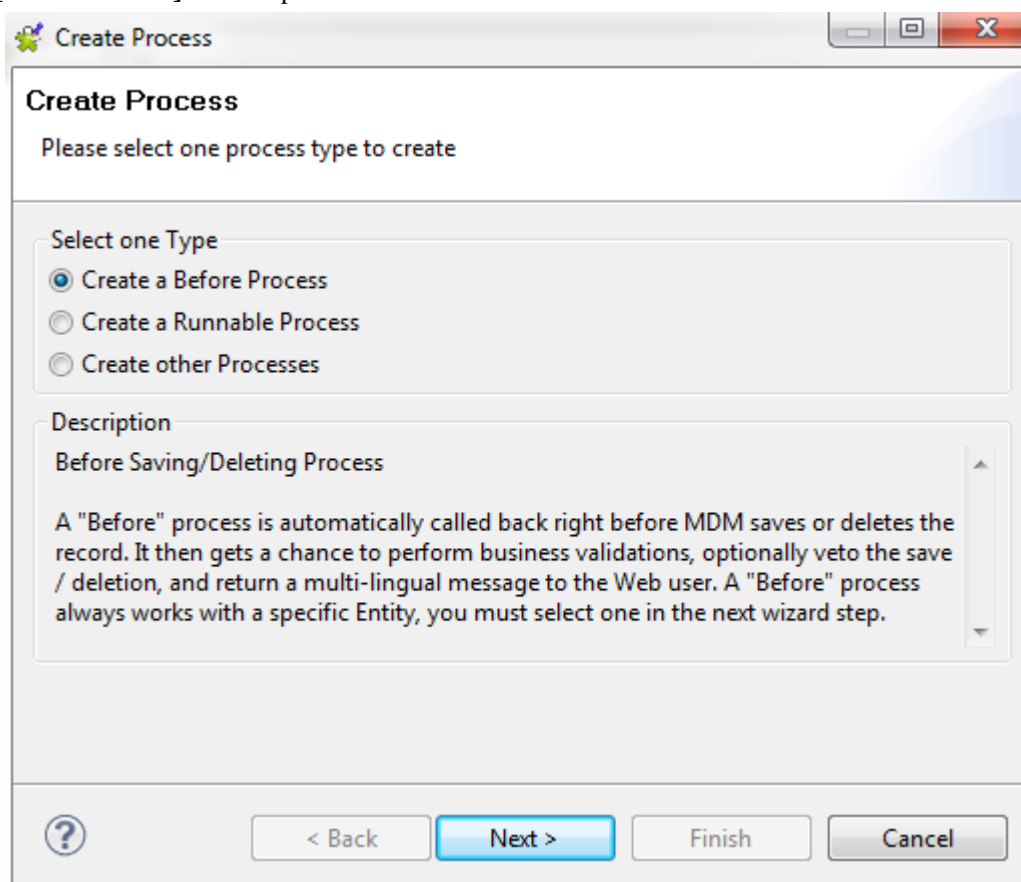 Create Process
Create Process
Please select one process type to create
Select one Type
Create a Before Process
Create a Runnable Process
Create other Processes
Description
Before Saving/Deleting Process
A "Before" process is automatically called back right before MDM saves or deletes the
record. It then gets a chance to perform business validations, optionally veto the save
/ deletion, and return a multi-lingual message to the Web user. A "Before" process
always works with a specific Entity, you must select one in the next wizard step.
< Back Next > Finish Cancel